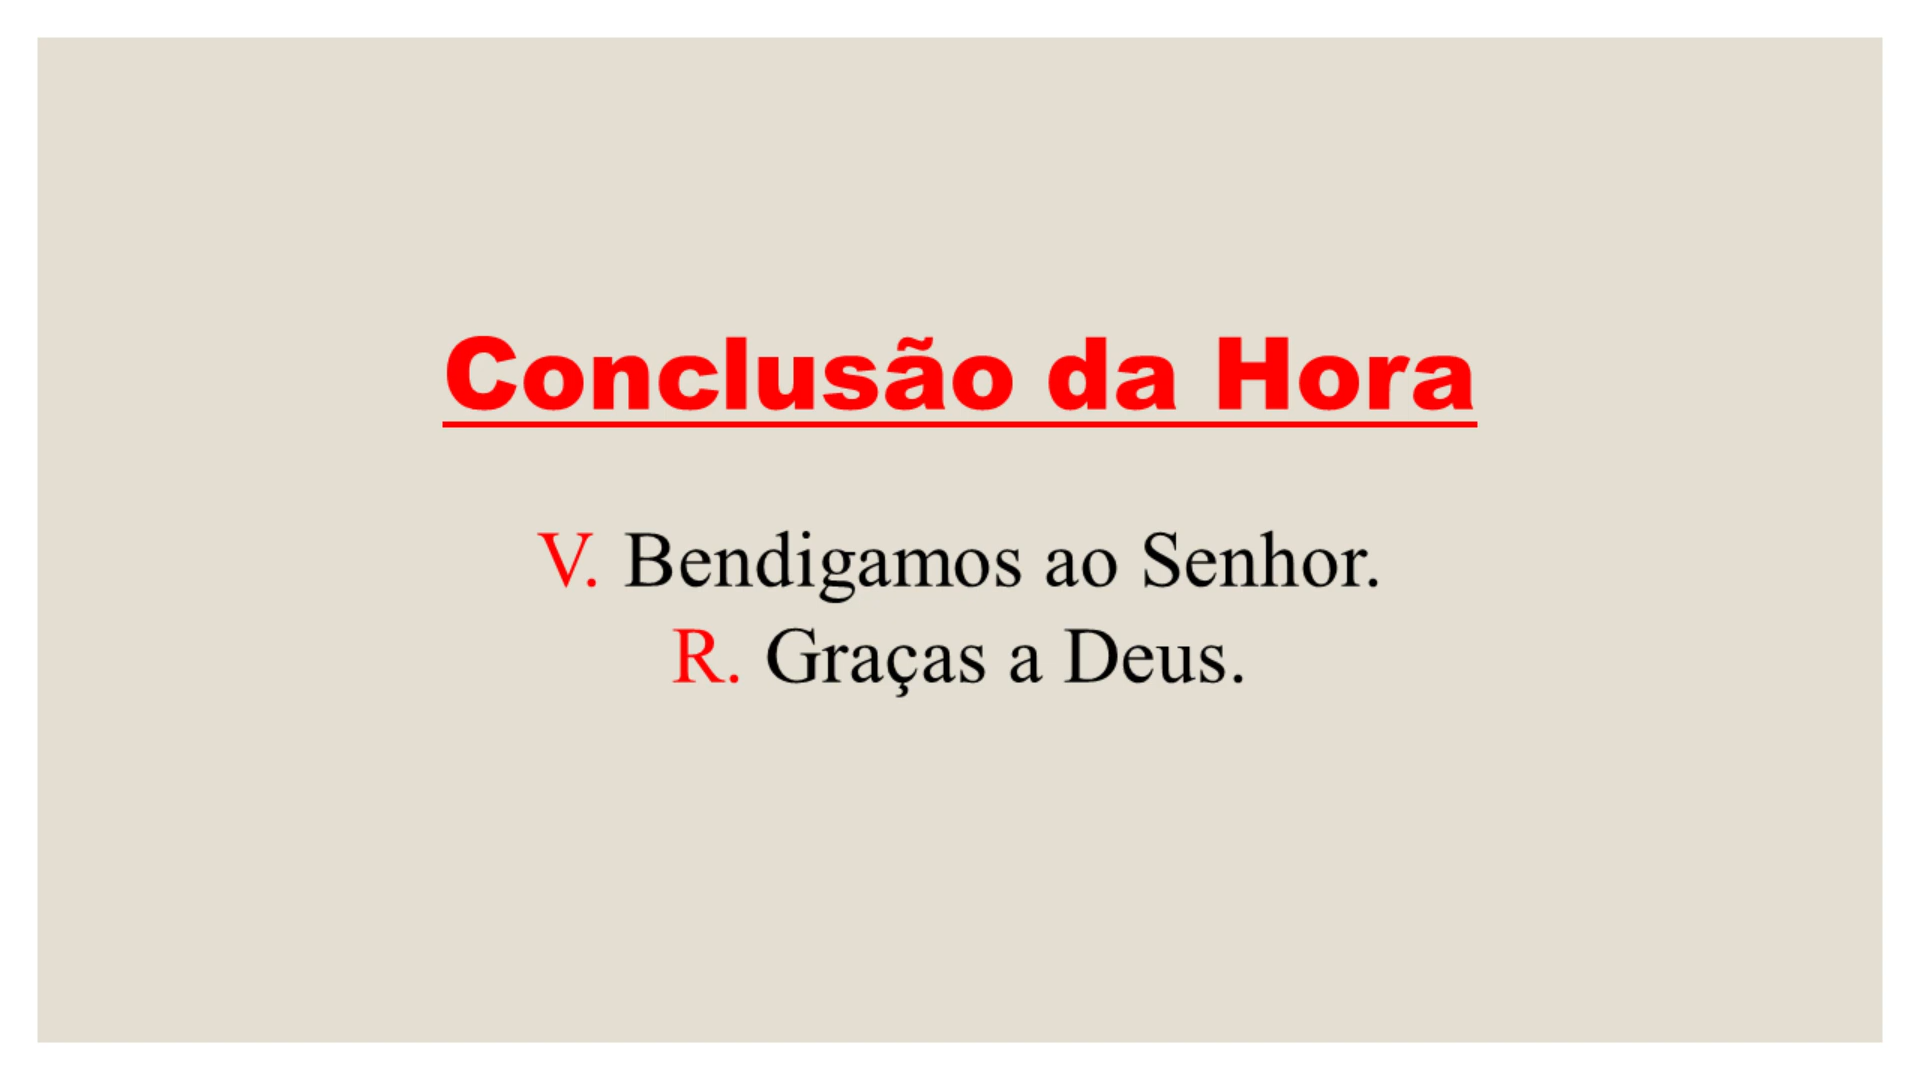 Conclusão da Hora
V. Bendigamos ao Senhor.
R. Graças a Deus.